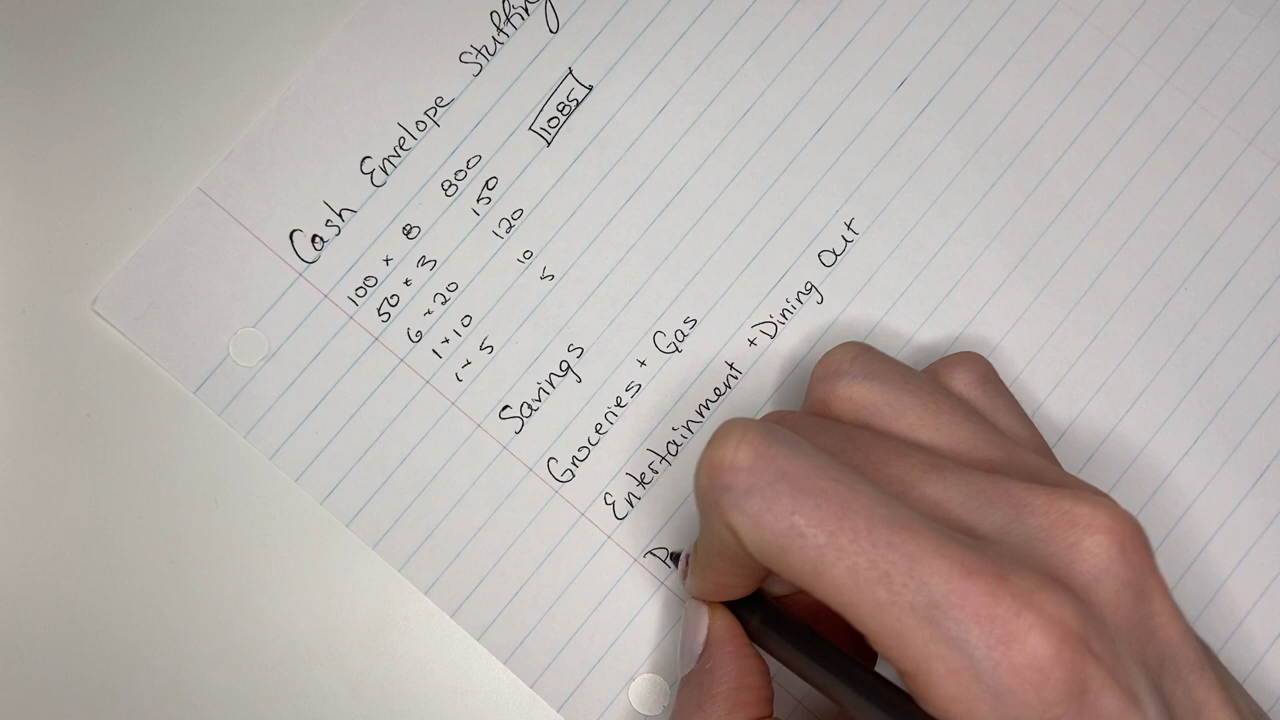 Cash Envelope Stuffing
100 × 8 800
50 × 3 150
6 × 20 120
1 × 10 10
1 × 5 5
1085
Savings
Groceries + Gas
Entertainment + Dining Out
P